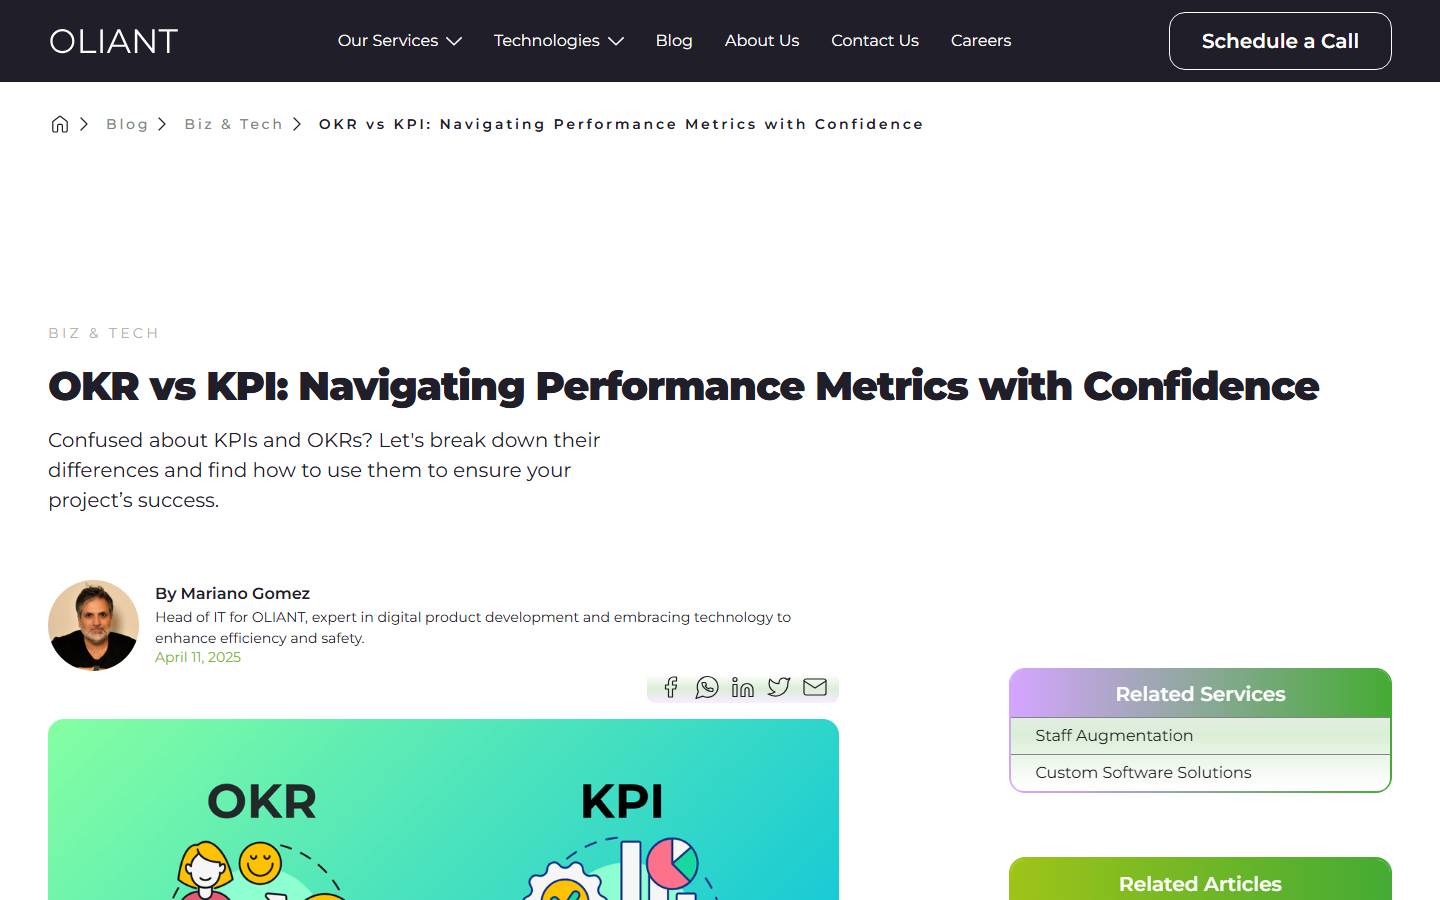 OLIANT
Our Services
Technologies
Blog
About Us
Contact Us
Careers
Schedule a Call
Blog
Biz & Tech
OKR vs KPI: Navigating Performance Metrics with Confidence
BIZ & TECH
OKR vs KPI: Navigating Performance Metrics with Confidence
Confused about KPIs and OKRs? Let's break down their
differences and find how to use them to ensure your
project’s success.
By Mariano Gomez
Head of IT for OLIANT, expert in digital product development and embracing technology to
enhance efficiency and safety.
April 11, 2025
OKR
KPI
Related Services
Staff Augmentation
Custom Software Solutions
Related Articles